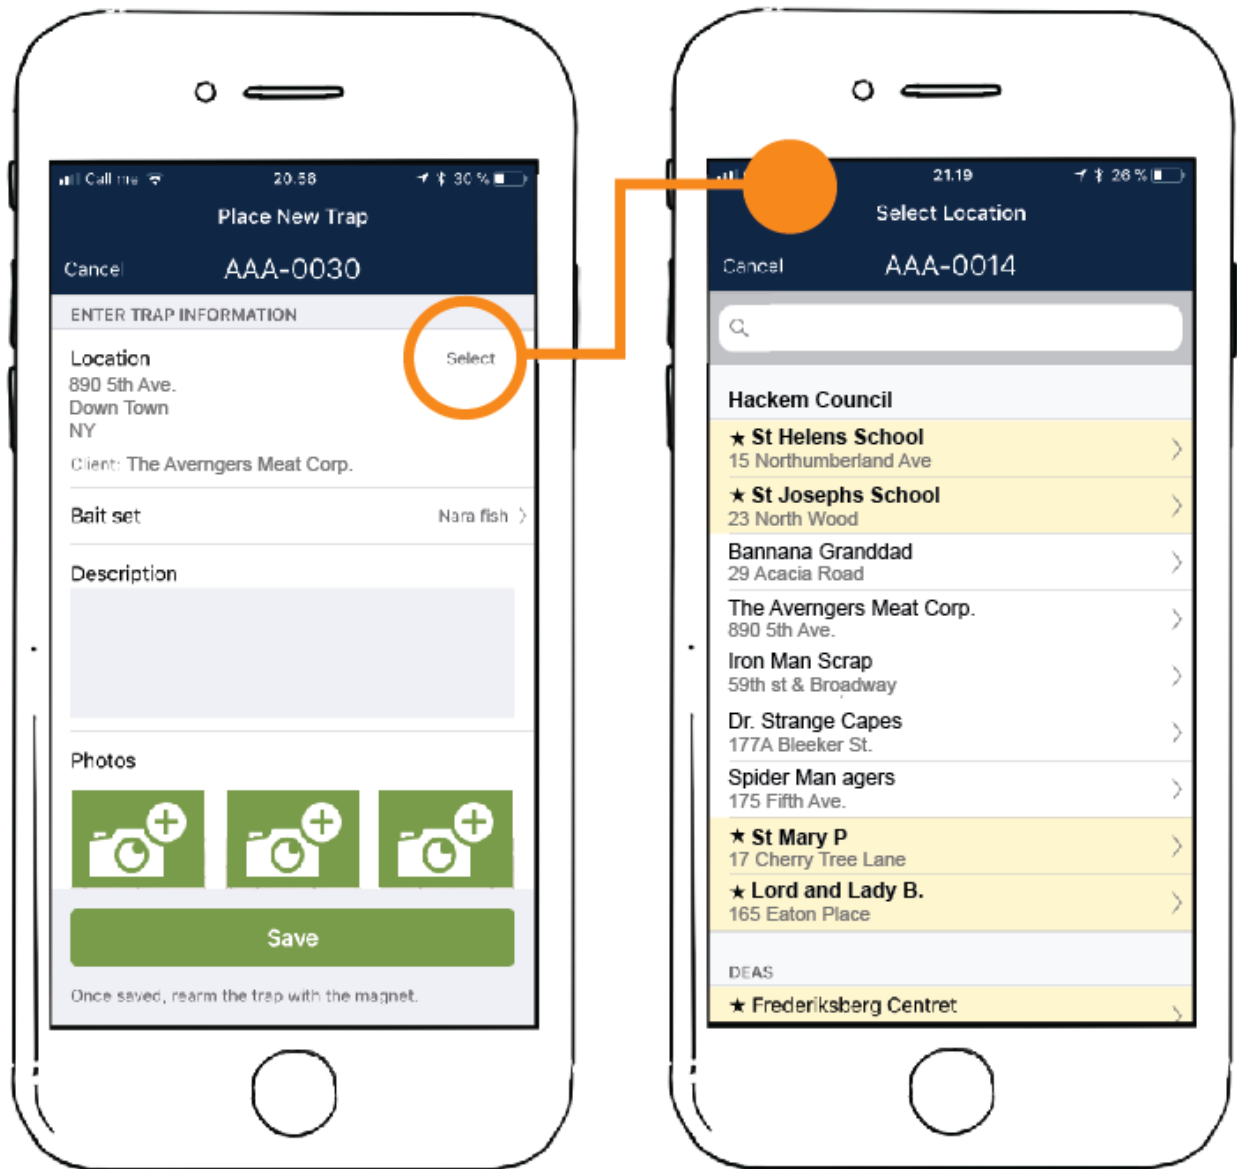 Call me
20.58
30 %
Place New Trap
Cancel
AAA-0030
ENTER TRAP INFORMATION
Location
Select
890 5th Ave.
Down Town
NY
Client: The Averngers Meat Corp.
Bait set
Nara fish
Description
Photos
Save
Once saved, rearm the trap with the magnet.
21.19
26 %
Select Location
Cancel
AAA-0014
Hackem Council
★ St Helens School
15 Northumberland Ave
★ St Josephs School
23 North Wood
Bannana Granddad
29 Acacia Road
The Averngers Meat Corp.
890 5th Ave.
Iron Man Scrap
59th st & Broadway
Dr. Strange Capes
177A Bleeker St.
Spider Man agers
175 Fifth Ave.
★ St Mary P
17 Cherry Tree Lane
★ Lord and Lady B.
165 Eaton Place
DEAS
★ Frederiksberg Centret